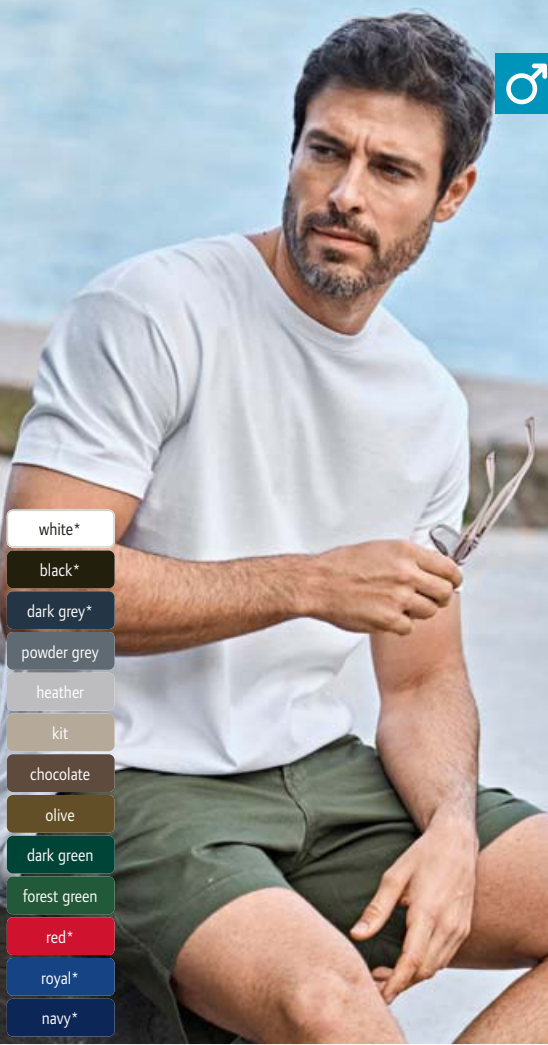 white*
black*
dark grey*
powder grey
heather
kit
chocolate
olive
dark green
forest green
red*
royal*
navy*